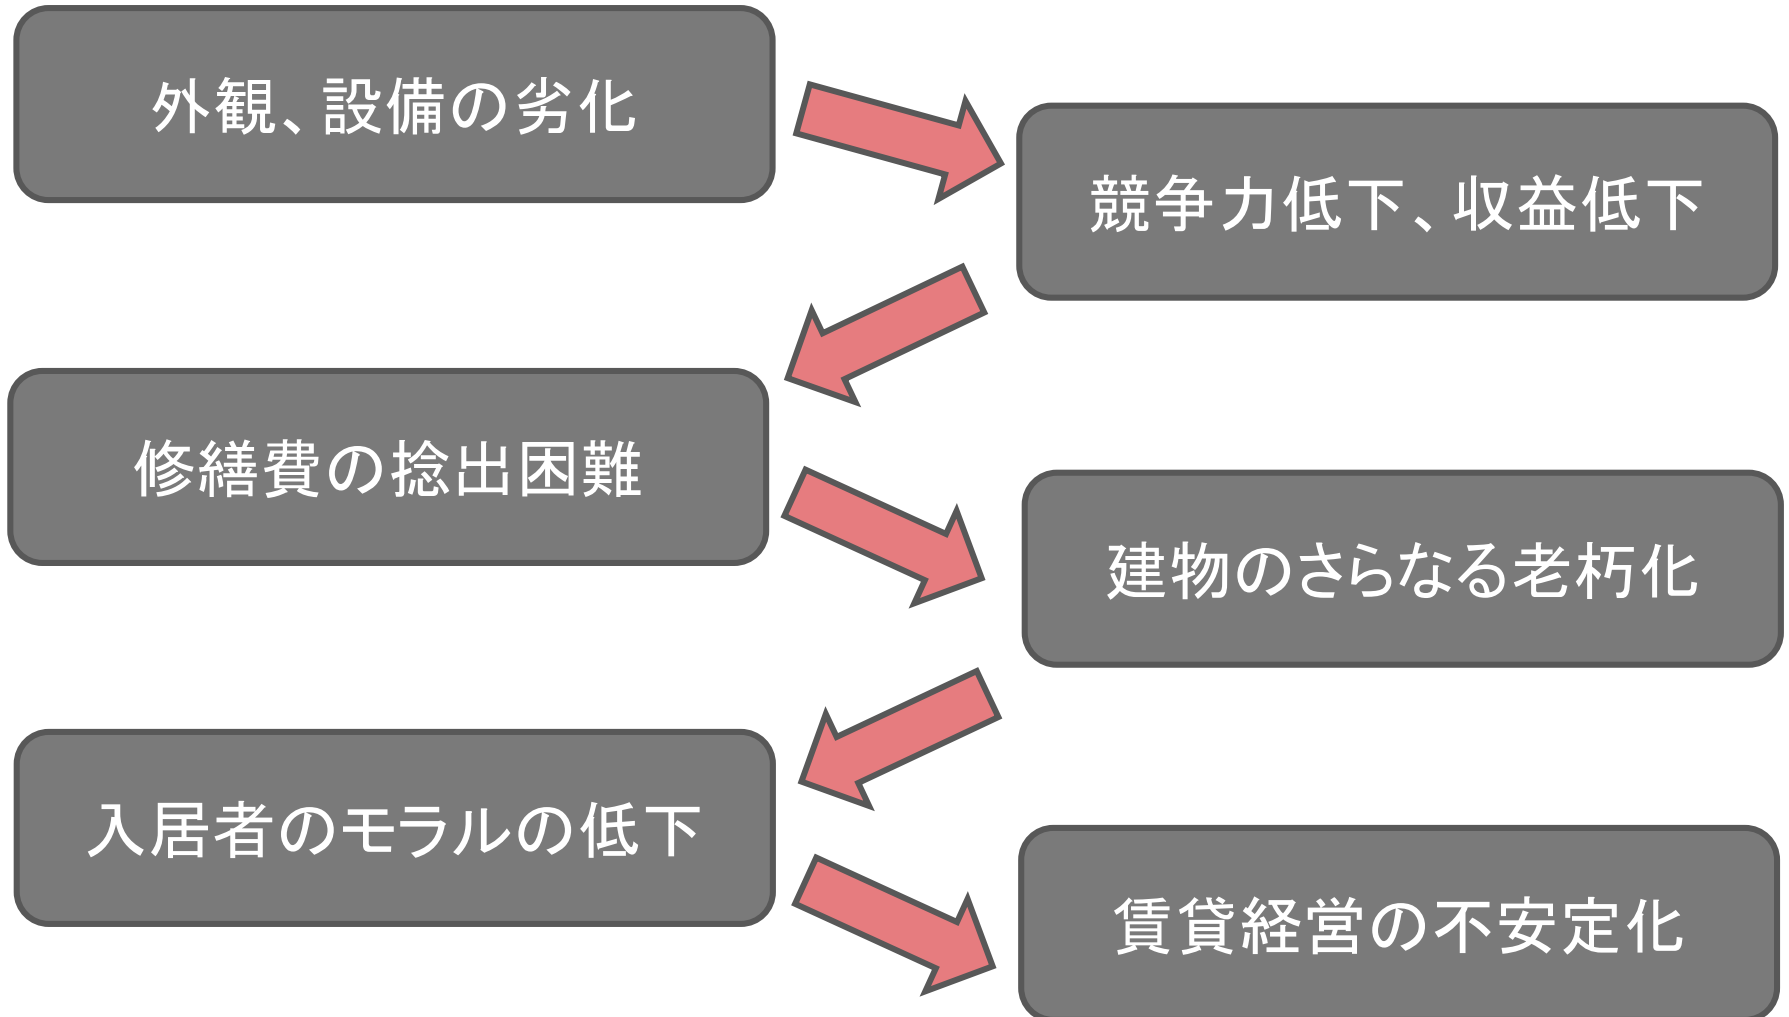 外観、設備の劣化
競争力低下、収益低下
修繕費の捻出困難
建物のさらなる老朽化
入居者のモラルの低下
賃貸経営の不安定化